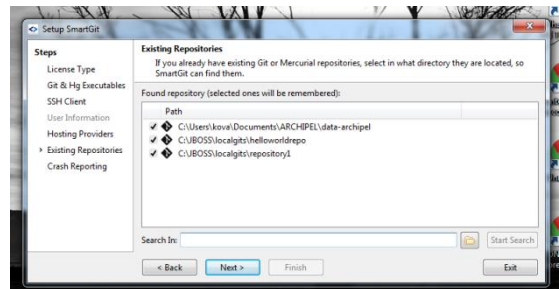 Setup SmartGit
Steps
License Type
Git & Hg Executables
SSH Client
User Information
Hosting Providers
Existing Repositories
Crash Reporting
Existing Repositories
If you already have existing Git or Mercurial repositories, select in what directory they are located, so
SmartGit can find them.
Found repository (selected ones will be remembered):
Path
C:\Users\kova\Documents\ARCHIPEL\data-archipel
C:\JBOSS\localgits\helloworldrepo
C:\JBOSS\localgits\repository1
Search In:
Start Search
< Back
Next >
Finish
Exit